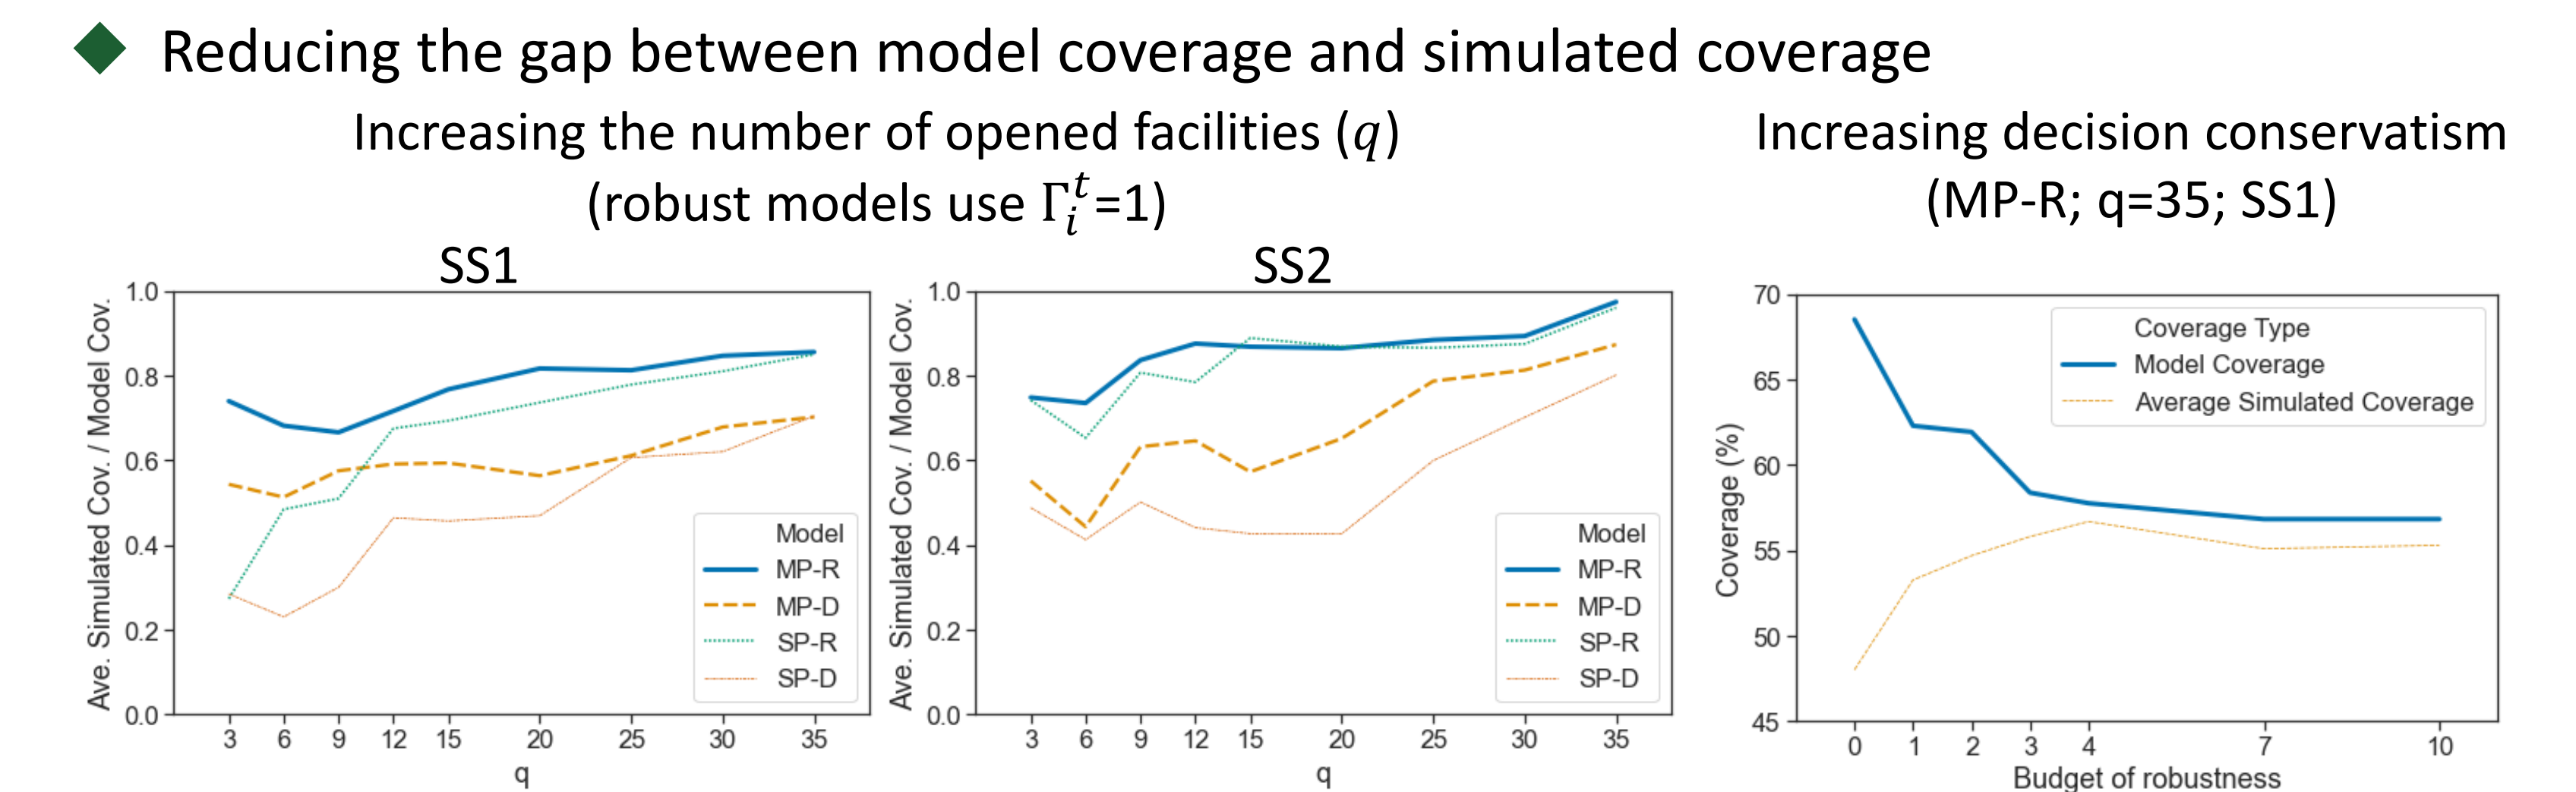 Reducing the gap between model coverage and simulated coverage
Increasing the number of opened facilities (q)
(robust models use Γᵢᵗ=1)
SS1
1.0
0.8
0.6
0.4
0.2
0.0
Ave. Simulated Cov. / Model Cov.
3 6 9 12 15 20 25 30 35
q
Model
MP-R
MP-D
SP-R
SP-D
SS2
1.0
0.8
0.6
0.4
0.2
0.0
Ave. Simulated Cov. / Model Cov.
3 6 9 12 15 20 25 30 35
q
Model
MP-R
MP-D
SP-R
SP-D
Increasing decision conservatism
(MP-R; q=35; SS1)
70
65
60
55
50
45
Coverage (%)
0 1 2 3 4 7 10
Budget of robustness
Coverage Type
Model Coverage
Average Simulated Coverage